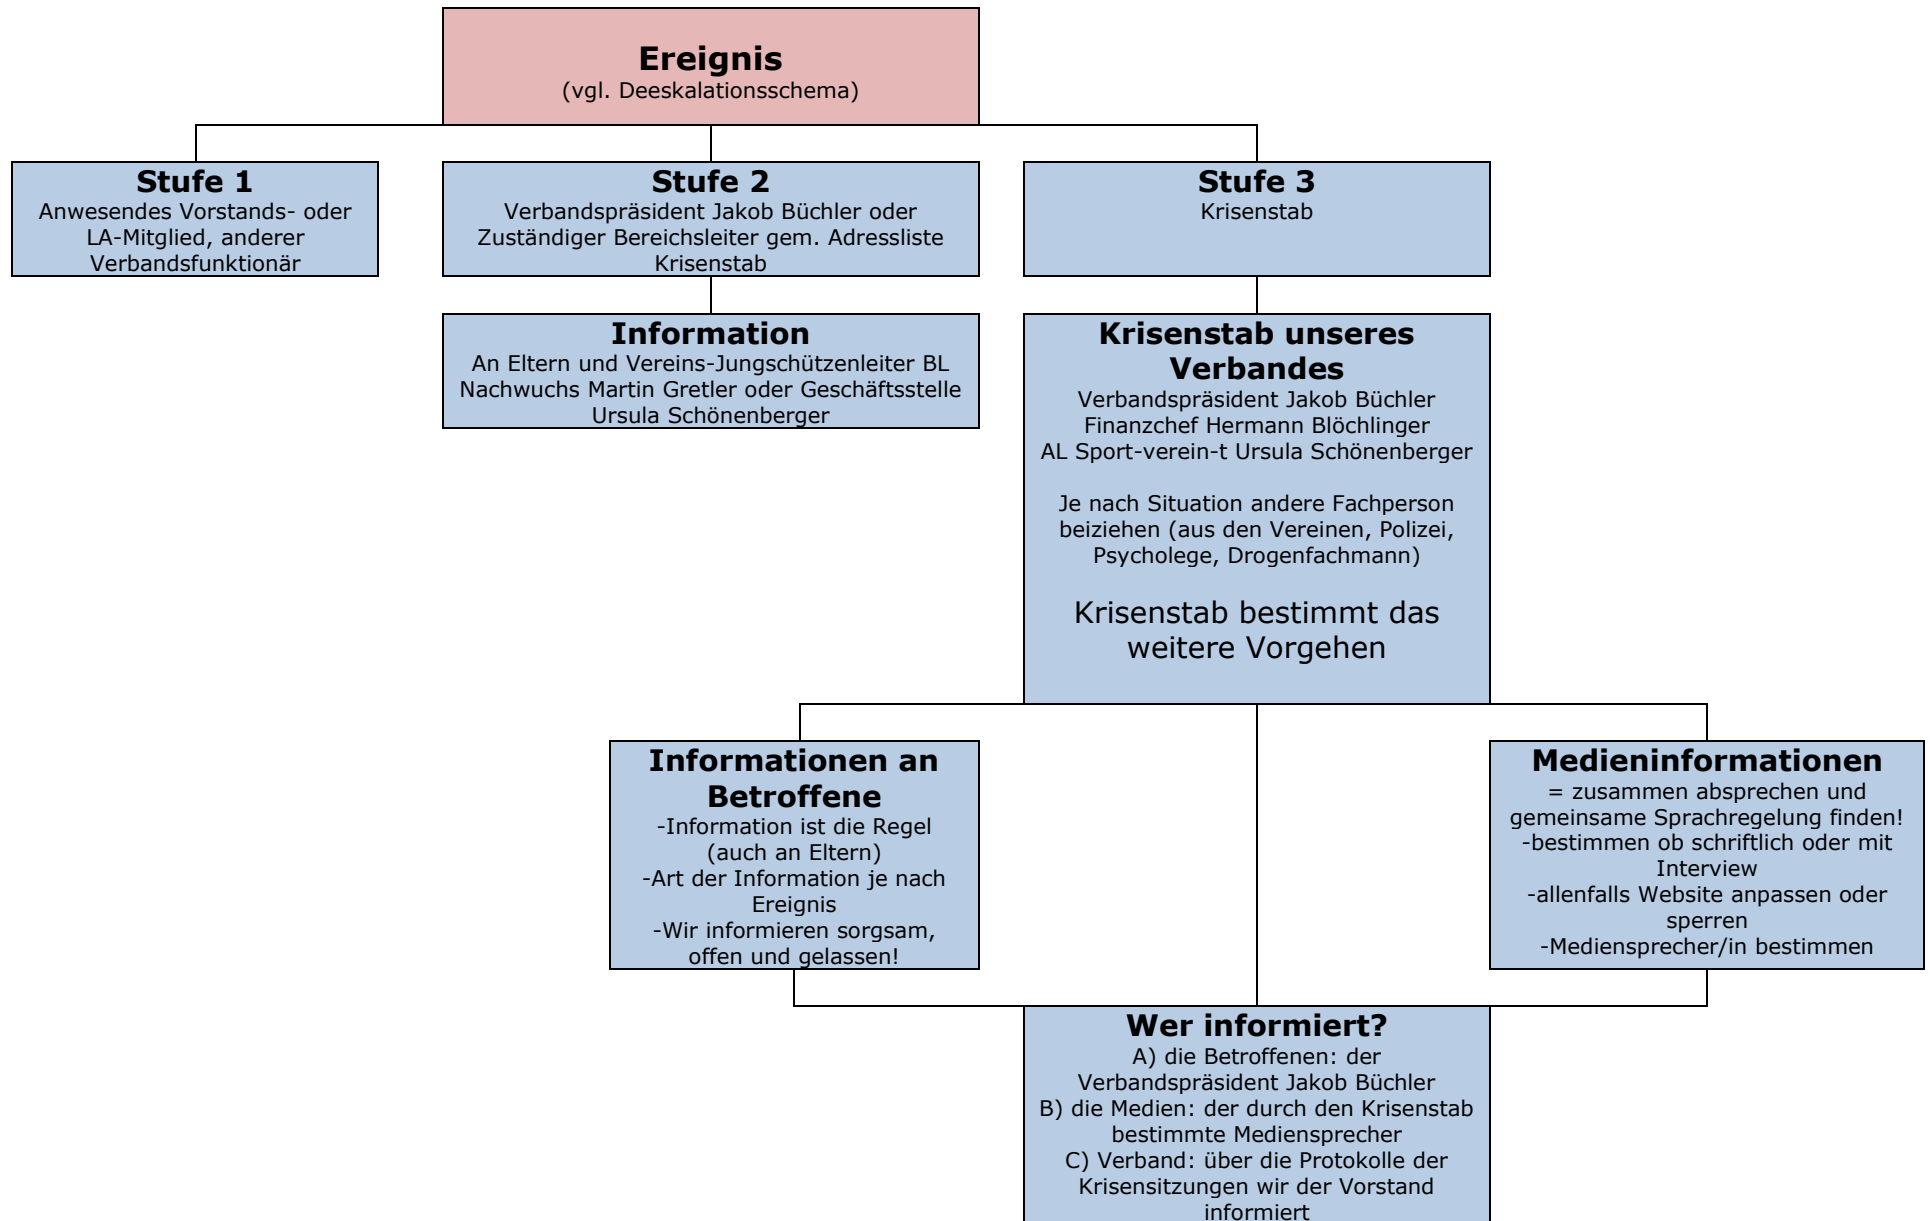 Ereignis
(vgl. Deeskalationsschema)
Stufe 1
Anwesendes Vorstands- oder
LA-Mitglied, anderer
Verbandsfunktionär
Stufe 2
Verbandspräsident Jakob Büchler oder
Zuständiger Bereichsleiter gem. Adressliste
Krisenstab
Stufe 3
Krisenstab
Information
An Eltern und Vereins-Jungschützenleiter BL
Nachwuchs Martin Gretler oder Geschäftsstelle
Ursula Schönenberger
Krisenstab unseres
Verbandes
Verbandspräsident Jakob Büchler
Finanzchef Hermann Blöchlinger
AL Sport-verein-t Ursula Schönenberger
Je nach Situation andere Fachperson
beiziehen (aus den Vereinen, Polizei,
Psycholege, Drogenfachmann)
Krisenstab bestimmt das
weitere Vorgehen
Informationen an
Betroffene
-Information ist die Regel
(auch an Eltern)
-Art der Information je nach
Ereignis
-Wir informieren sorgsam,
offen und gelassen!
Medieninformationen
= zusammen absprechen und
gemeinsame Sprachregelung finden!
-bestimmen ob schriftlich oder mit
Interview
-allenfalls Website anpassen oder
sperren
-Mediensprecher/in bestimmen
Wer informiert?
A) die Betroffenen: der
Verbandspräsident Jakob Büchler
B) die Medien: der durch den Krisenstab
bestimmte Mediensprecher
C) Verband: über die Protokolle der
Krisensitzungen wir der Vorstand
informiert